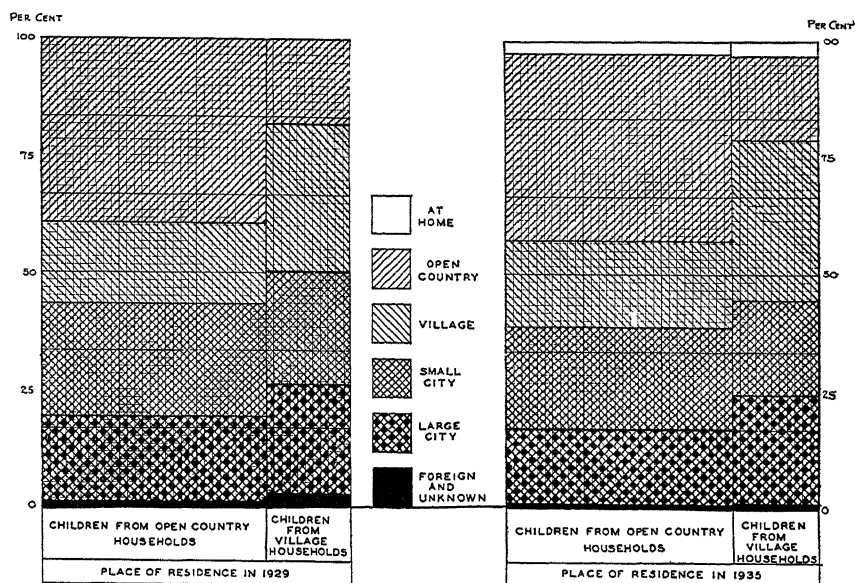 PER CENT
100
75
50
25
0
AT
HOME
OPEN
COUNTRY
VILLAGE
SMALL
CITY
LARGE
CITY
FOREIGN
AND
UNKNOWN
PER CENT
00
75
50
25
0
CHILDREN FROM OPEN COUNTRY
HOUSEHOLDS
CHILDREN
FROM
VILLAGE
HOUSEHOLDS
PLACE OF RESIDENCE IN 1929
CHILDREN FROM OPEN COUNTRY
HOUSEHOLDS
CHILDREN
FROM
VILLAGE
HOUSEHOLDS
PLACE OF RESIDENCE IN 1935